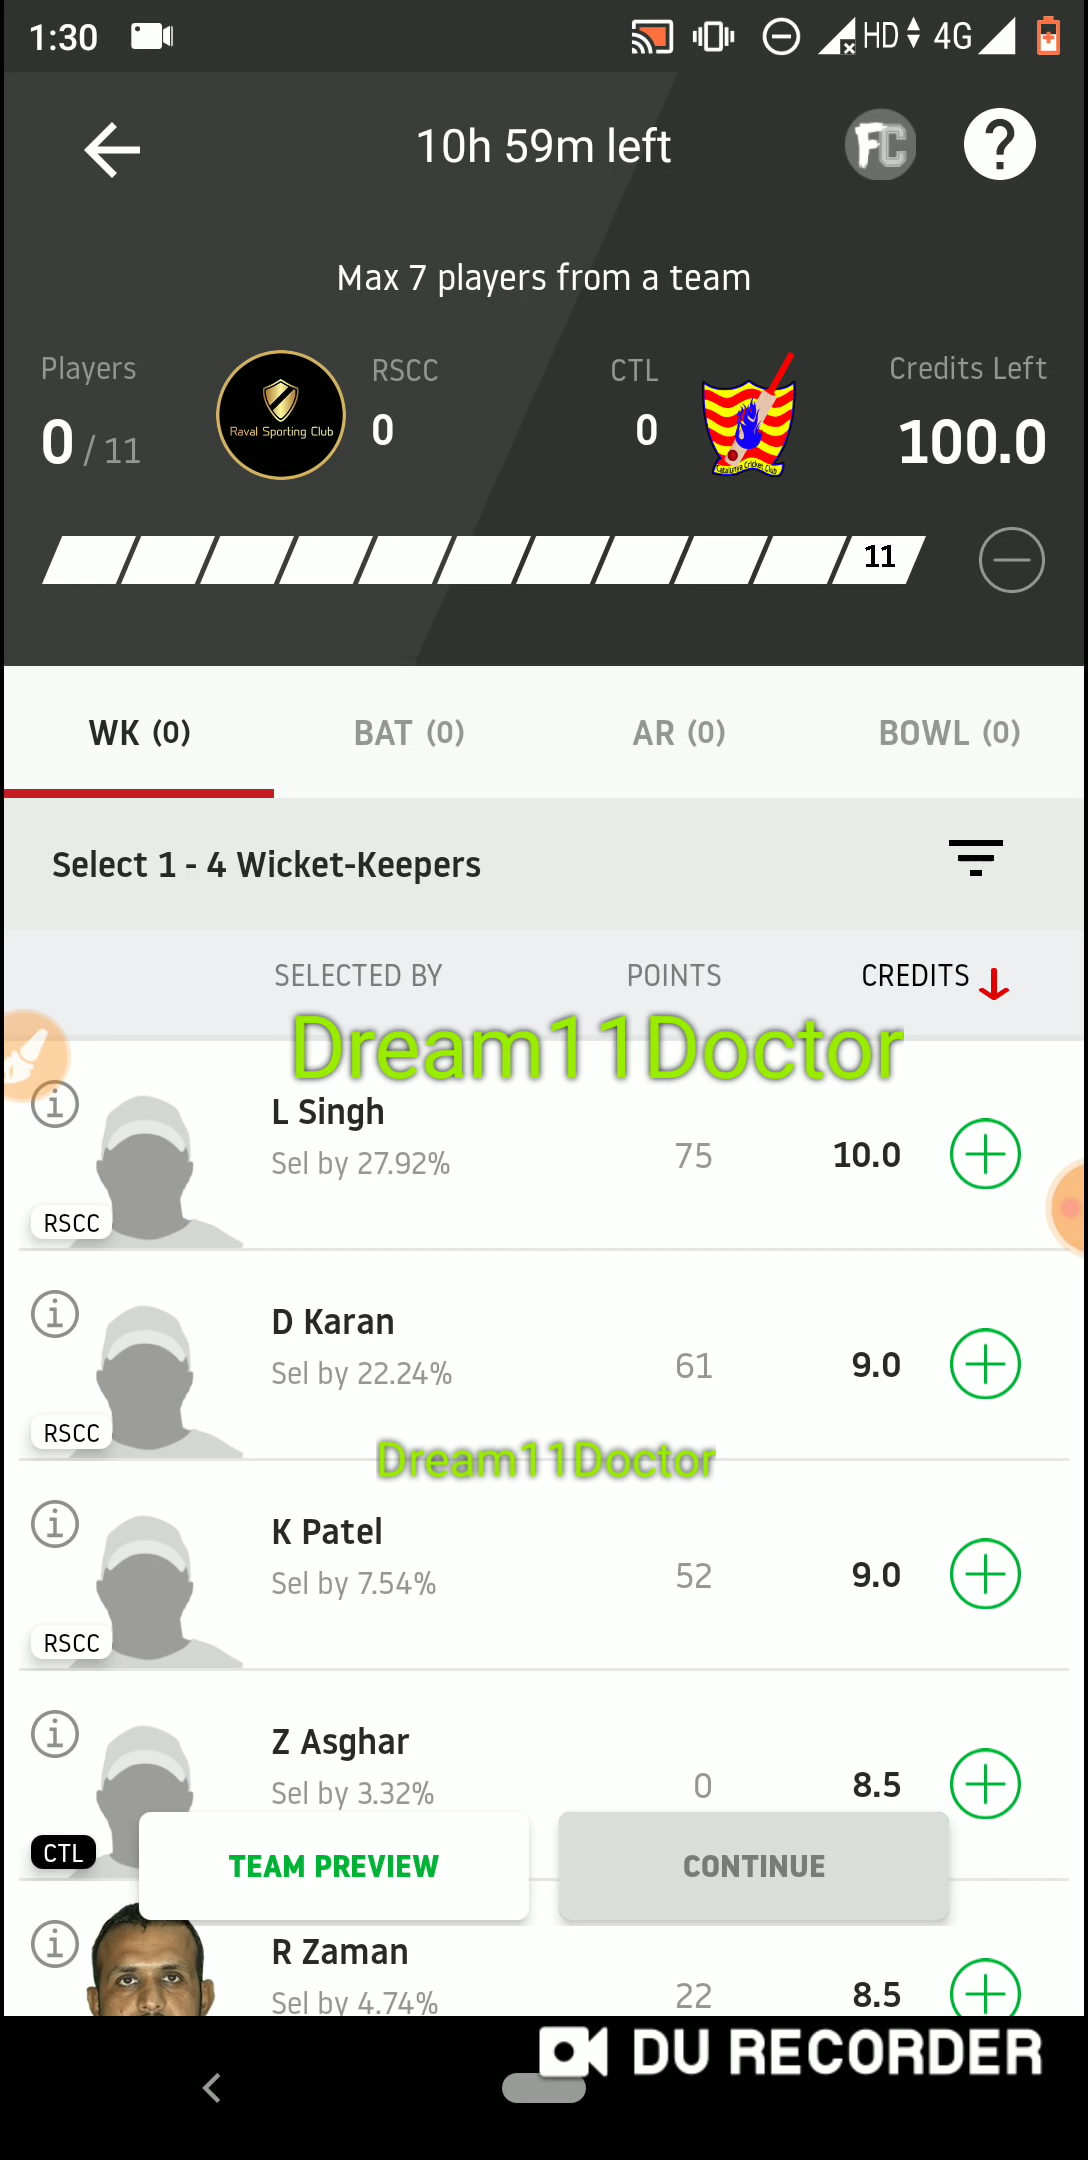 1:30 HD 4G
10h 59m left FC ?
Max 7 players from a team
Players RSCC CTL Credits Left
0 / 11 0 0 100.0
Raval Sporting Club
Catalunya Cricket Club
11
WK (0) BAT (0) AR (0) BOWL (0)
Select 1 - 4 Wicket-Keepers
SELECTED BY POINTS CREDITS
Dream11Doctor
L Singh
Sel by 27.92% 75 10.0
RSCC
D Karan
Sel by 22.24% 61 9.0
RSCC
Dream11Doctor
K Patel
Sel by 7.54% 52 9.0
RSCC
Z Asghar
Sel by 3.32% 0 8.5
CTL
TEAM PREVIEW CONTINUE
R Zaman
Sel by 4.74% 22 8.5
DU RECORDER